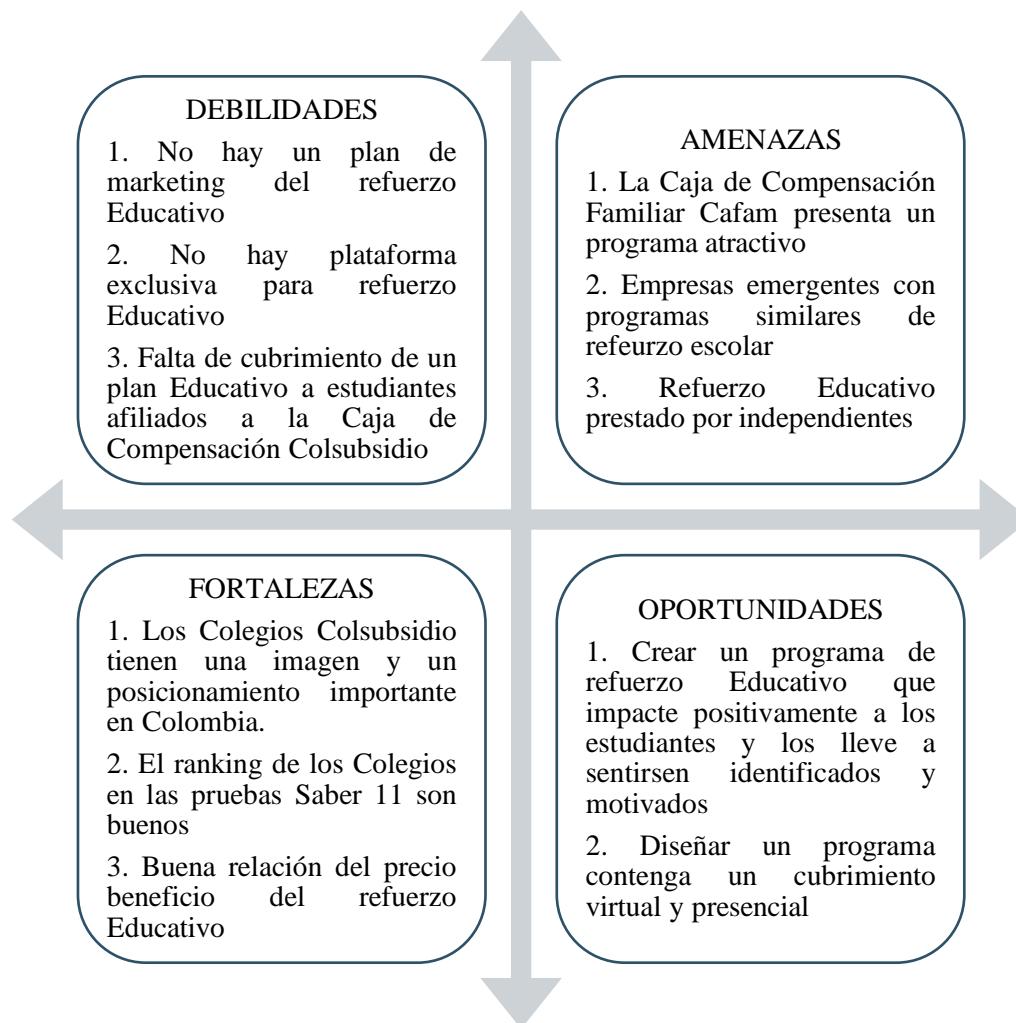 DEBILIDADES
1. No hay un plan de
marketing del refuerzo
Educativo
2. No hay plataforma
exclusiva para refuerzo
Educativo
3. Falta de cubrimiento de un
plan Educativo a estudiantes
afiliados a la Caja de
Compensación Colsubsidio
AMENAZAS
1. La Caja de Compensación
Familiar Cafam presenta un
programa atractivo
2. Empresas emergentes con
programas similares de
refeurzo escolar
3. Refuerzo Educativo
prestado por independientes
FORTALEZAS
1. Los Colegios Colsubsidio
tienen una imagen y un
posicionamiento importante
en Colombia.
2. El ranking de los Colegios
en las pruebas Saber 11 son
buenos
3. Buena relación del precio
beneficio del refuerzo
Educativo
OPORTUNIDADES
1. Crear un programa de
refuerzo Educativo que
impacte positivamente a los
estudiantes y los lleve a
sentirsen identificados y
motivados
2. Diseñar un programa
contenga un cubrimiento
virtual y presencial